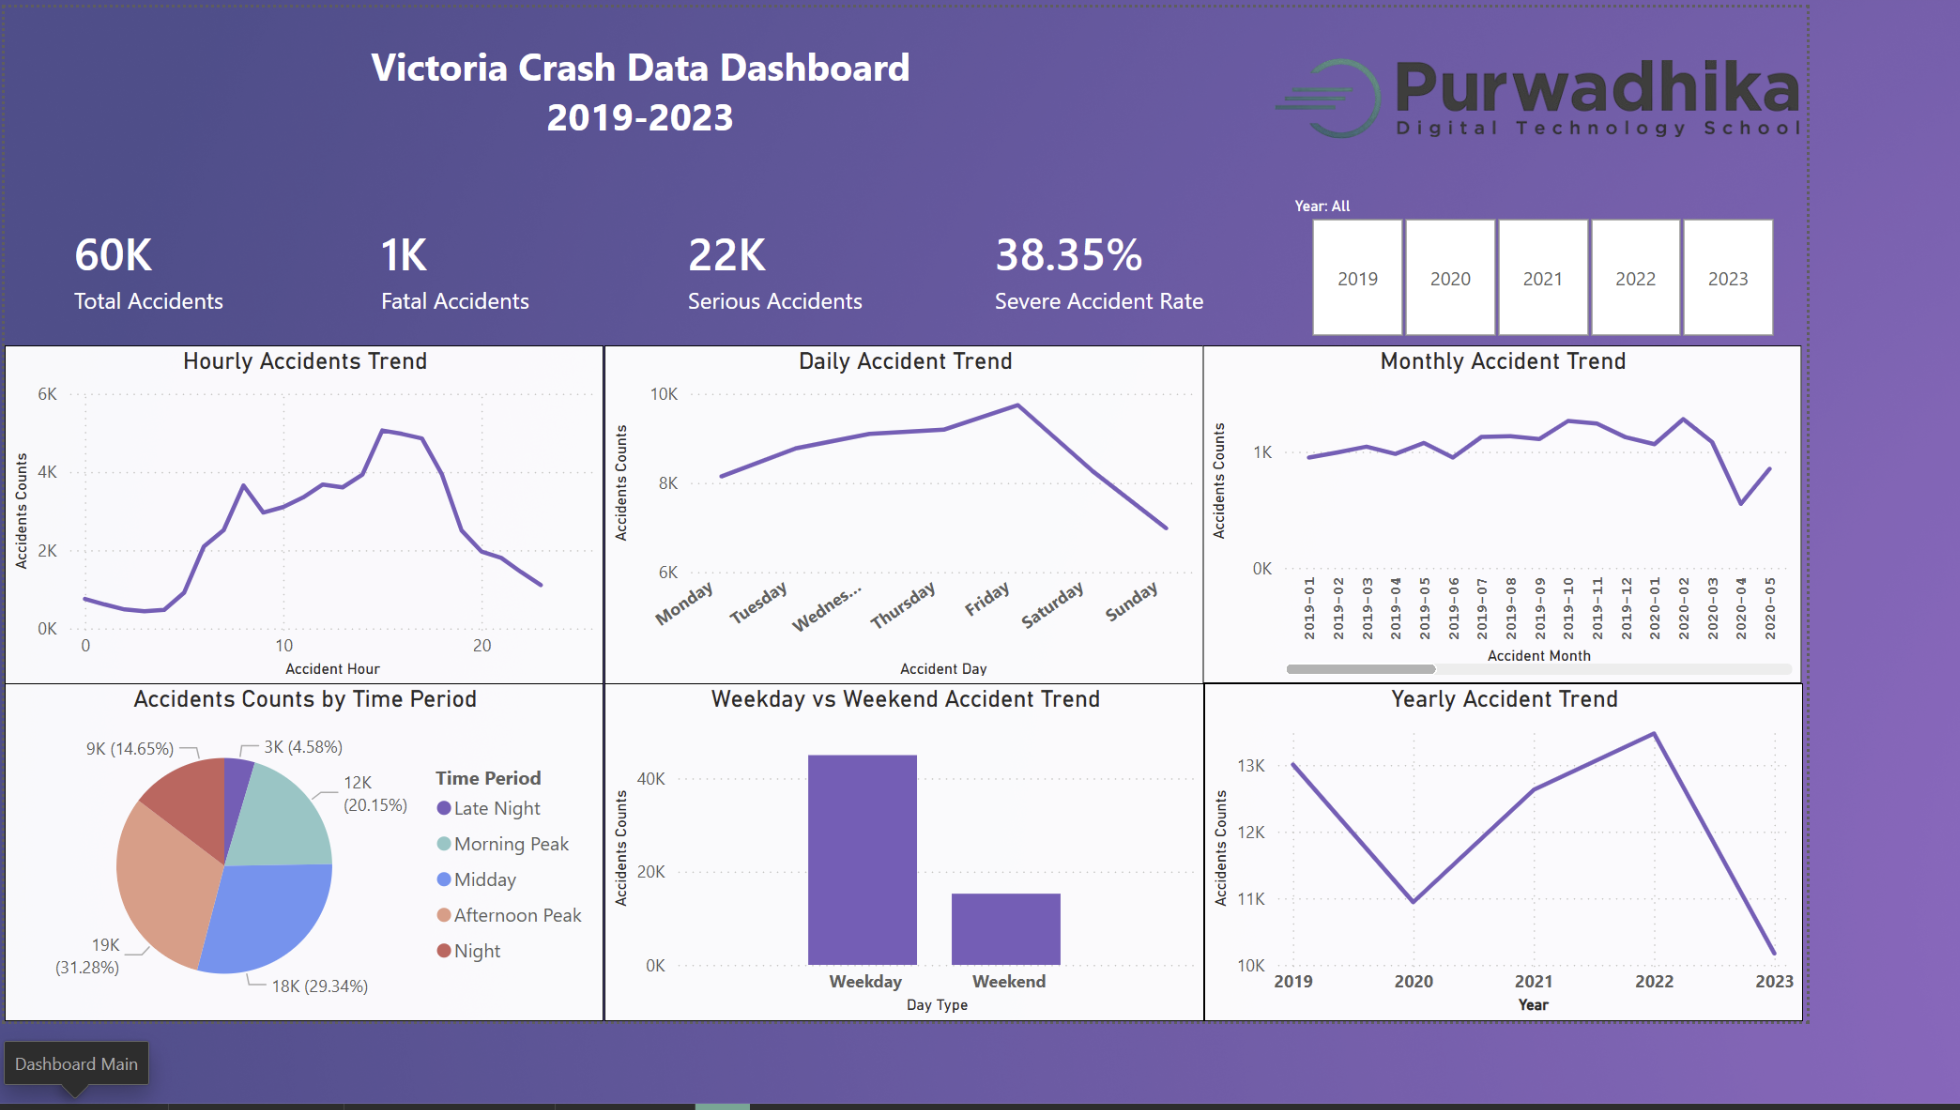 Victoria Crash Data Dashboard
2019-2023
Purwadhika
Digital Technology School
60K
Total Accidents
1K
Fatal Accidents
22K
Serious Accidents
38.35%
Severe Accident Rate
Year: All
2019
2020
2021
2022
2023
Hourly Accidents Trend
Accidents Counts
6K
4K
2K
0K
0
10
20
Accident Hour
Daily Accident Trend
Accidents Counts
10K
8K
6K
Monday
Tuesday
Wednes...
Thursday
Friday
Saturday
Sunday
Accident Day
Monthly Accident Trend
Accidents Counts
1K
0K
2019-01
2019-02
2019-03
2019-04
2019-05
2019-06
2019-07
2019-08
2019-09
2019-10
2019-11
2019-12
2020-01
2020-02
2020-03
2020-04
2020-05
Accident Month
Accidents Counts by Time Period
9K (14.65%)
3K (4.58%)
12K
(20.15%)
19K
(31.28%)
18K (29.34%)
Time Period
Late Night
Morning Peak
Midday
Afternoon Peak
Night
Weekday vs Weekend Accident Trend
Accidents Counts
40K
20K
0K
Weekday
Weekend
Day Type
Yearly Accident Trend
Accidents Counts
13K
12K
11K
10K
2019
2020
2021
2022
2023
Year
Dashboard Main